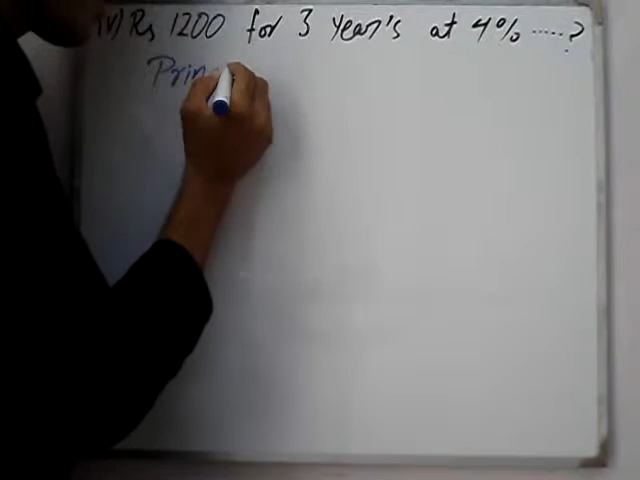 iv) Rs 1200 for 3 year's at 4% .....?
Prin